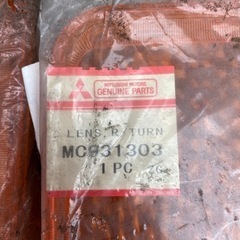 MITSUBISHI MOTORS
GENUINE PARTS
LENS,R TURN
MC931303
1 PC